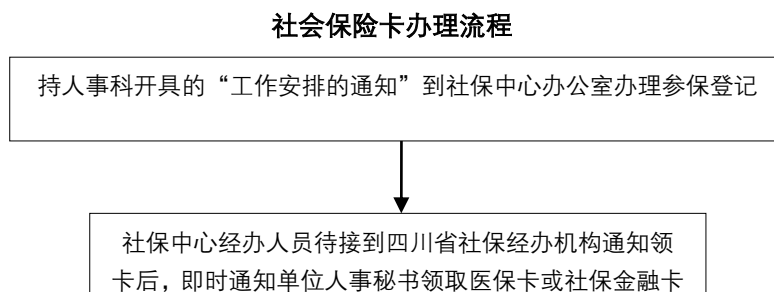 社会保险卡办理流程
持人事科开具的“工作安排的通知”到社保中心办公室办理参保登记
社保中心经办人员待接到四川省社保经办机构通知领
卡后，即时通知单位人事秘书领取医保卡或社保金融卡